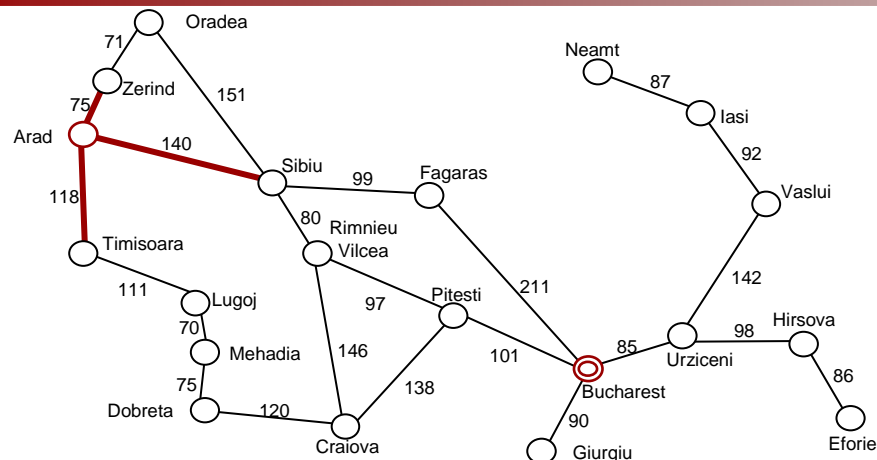 Oradea
71
Neamt
87
Zerind
151
75
Iasi
Arad
140
92
Sibiu
99
Fagaras
118
Vaslui
80
Rimnieu
Vilcea
Timisoara
111
211
142
97
Pitesti
Lugoj
Hirsova
70
98
146
101
85
Urziceni
Mehadia
86
75
138
Bucharest
Dobreta
120
90
Craiova
Giurgiu
Eforie